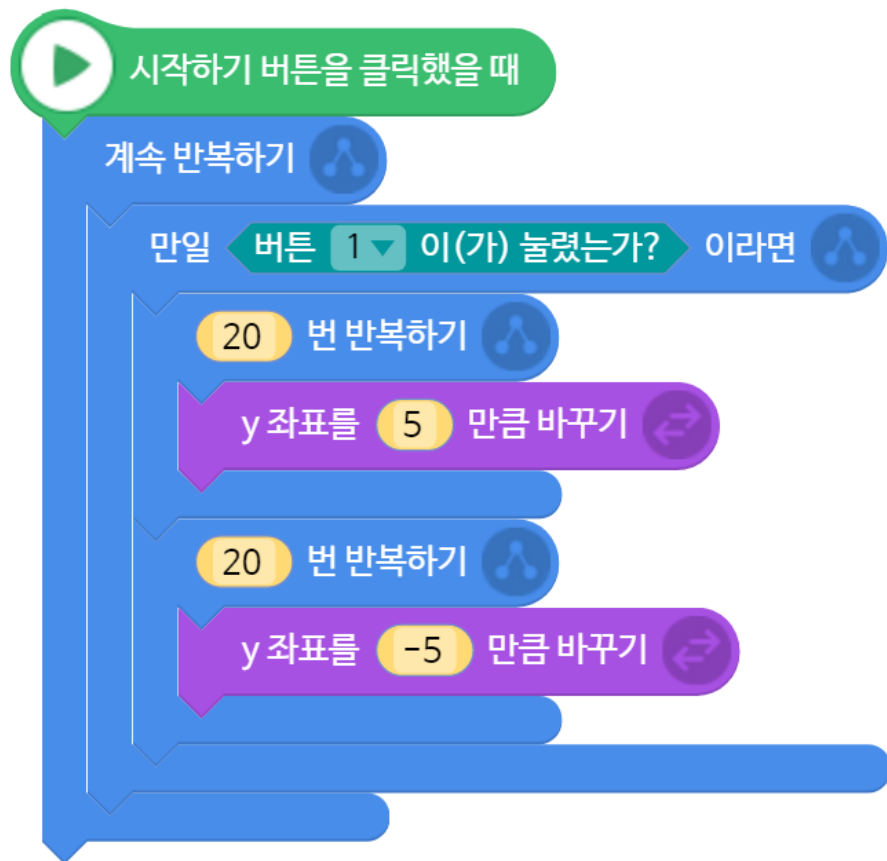 시작하기 버튼을 클릭했을 때
계속 반복하기
만일 버튼 1 이(가) 눌렸는가? 이라면
20 번 반복하기
y 좌표를 5 만큼 바꾸기
20 번 반복하기
y 좌표를 -5 만큼 바꾸기